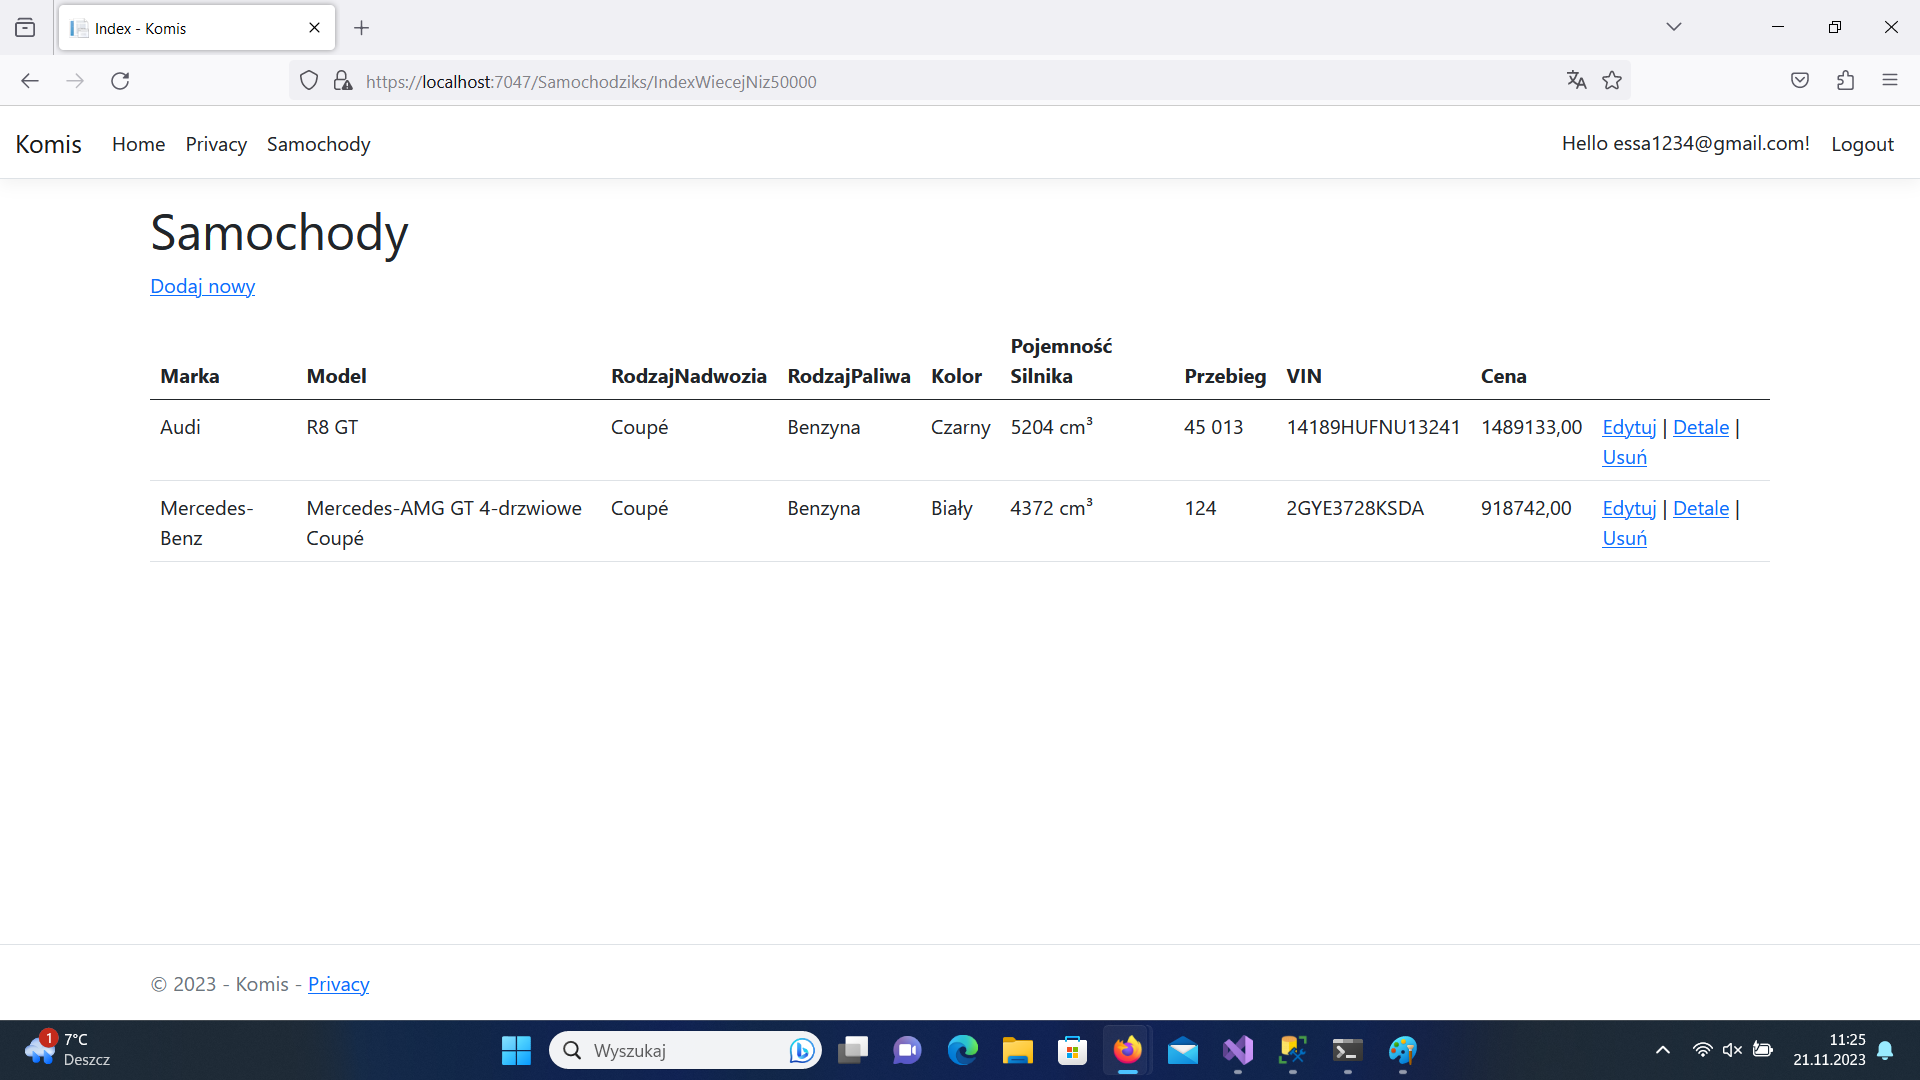 Index - Komis
https://localhost:7047/Samochodziks/IndexWiecejNiz50000
Komis Home Privacy Samochody Hello essa1234@gmail.com! Logout
Samochody
Dodaj nowy
Marka Model RodzajNadwozia RodzajPaliwa Kolor Pojemność Silnika Przebieg VIN Cena
Audi R8 GT Coupé Benzyna Czarny 5204 cm³ 45 013 14189HUFNU13241 1489133,00 Edytuj | Detale |
Usuń
Mercedes- Mercedes-AMG GT 4-drzwiowe Coupé Benzyna Biały 4372 cm³ 124 2GYE3728KSDA 918742,00 Edytuj | Detale |
Benz Coupé Usuń
© 2023 - Komis - Privacy
1 7°C
Deszcz
Wyszukaj
11:25
21.11.2023